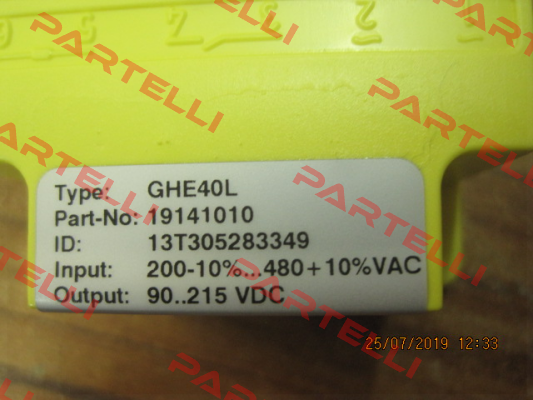 Type: GHE40L
Part-No: 19141010
ID: 13T305283349
Input: 200-10%...480+10%VAC
Output: 90..215 VDC
25/07/2019 12:33
PARTELLI
PARTELLI
PARTELLI
PARTELLI
PARTELLI
PARTELLI